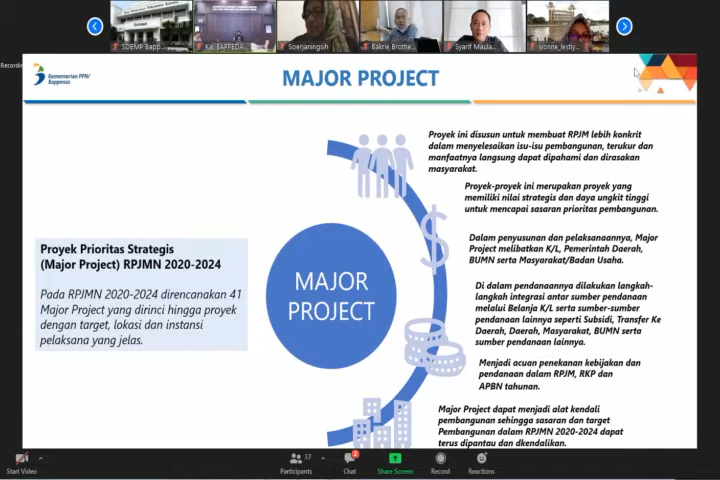 SDEMP Bapp...
Ka. BAPPEDA...
Soerjaningsih
Bakrie Brothe...
Syarif Maula...
ivonne_lestiy...
Recordin
Kementerian PPN/
Bappenas
MAJOR PROJECT
Proyek ini disusun untuk membuat RPJM lebih konkrit
dalam menyelesaikan isu-isu pembangunan, terukur dan
manfaatnya langsung dapat dipahami dan dirasakan
masyarakat.
Proyek-proyek ini merupakan proyek yang
memiliki nilai strategis dan daya ungkit tinggi
untuk mencapai sasaran prioritas pembangunan.
Proyek Prioritas Strategis
(Major Project) RPJMN 2020-2024
Pada RPJMN 2020-2024 direncanakan 41
Major Project yang dirinci hingga proyek
dengan target, lokasi dan instansi
pelaksana yang jelas.
MAJOR
PROJECT
Dalam penyusunan dan pelaksanaannya, Major
Project melibatkan K/L, Pemerintah Daerah,
BUMN serta Masyarakat/Badan Usaha.
Di dalam pendanaannya dilakukan langkah-
langkah integrasi antar sumber pendanaan
melalui Belanja K/L serta sumber-sumber
pendanaan lainnya seperti Subsidi, Transfer Ke
Daerah, Daerah, Masyarakat, BUMN serta
sumber pendanaan lainnya.
Menjadi acuan penekanan kebijakan dan
pendanaan dalam RPJM, RKP dan
APBN tahunan.
Major Project dapat menjadi alat kendali
pembangunan sehingga sasaran dan target
Pembangunan dalam RPJMN 2020-2024 dapat
terus dipantau dan dkendalikan.
Start Video
37
Participants
2
Chat
Share Screen
Record
Reactions